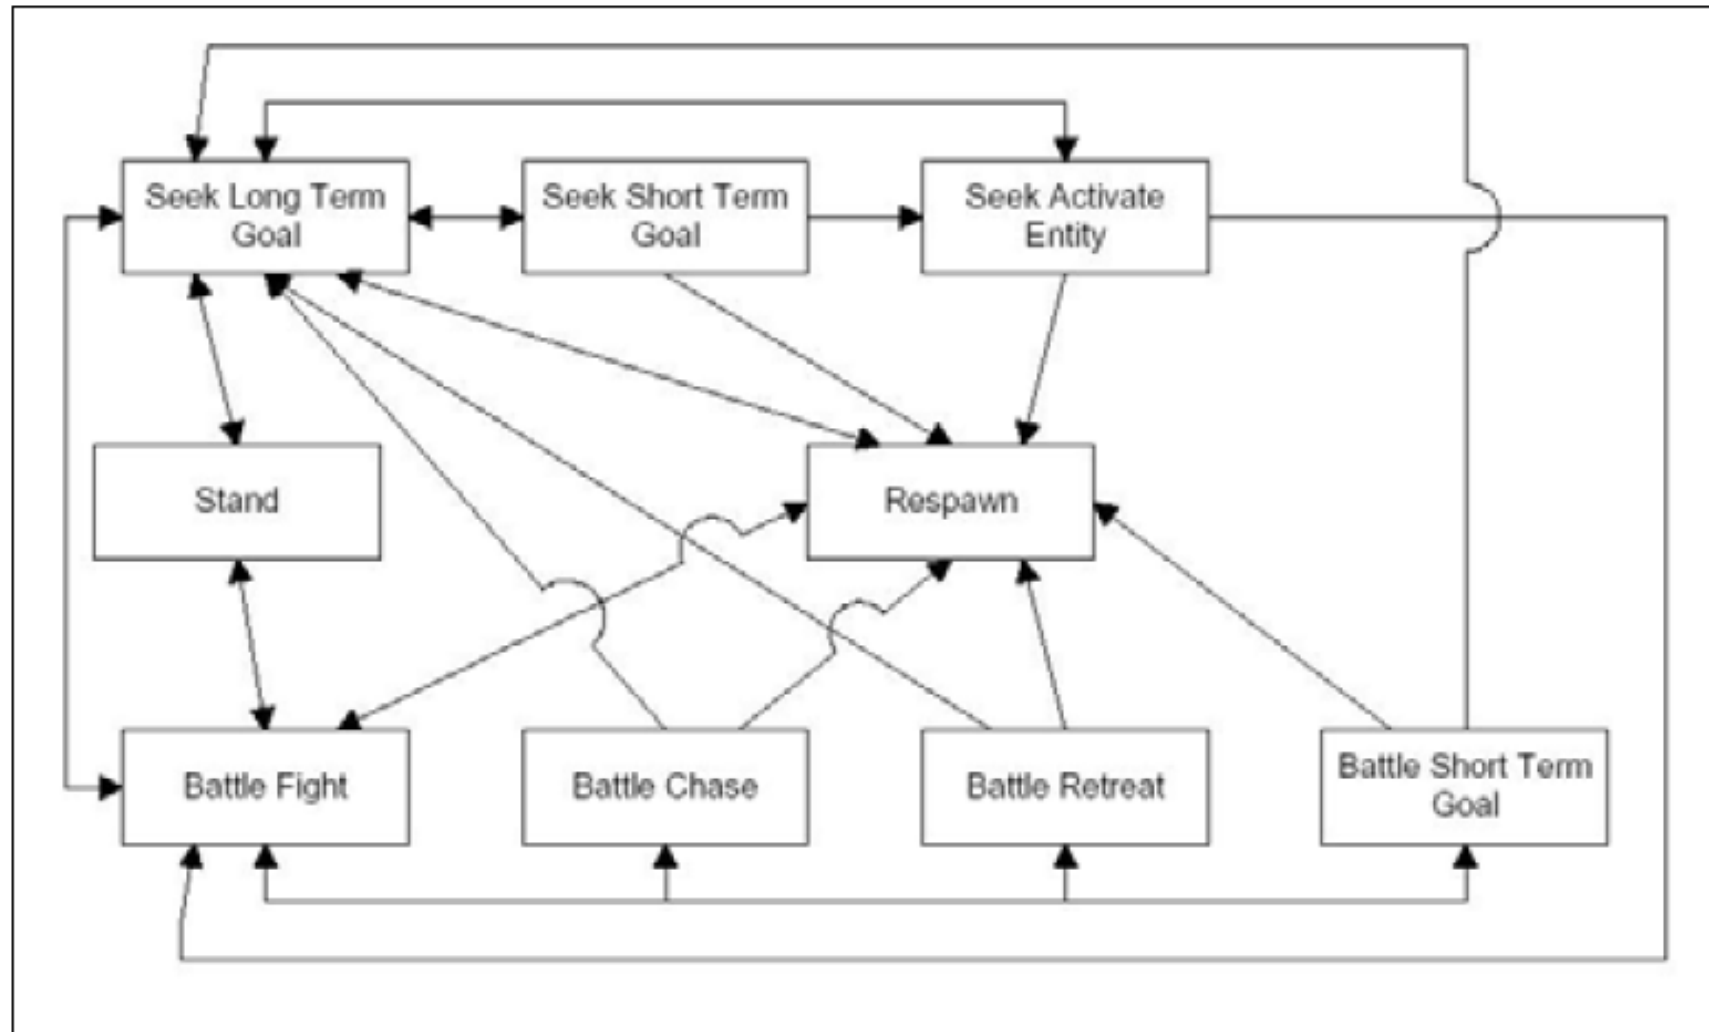 Seek Long Term
Goal
Seek Short Term
Goal
Seek Activate
Entity
Stand
Respawn
Battle Fight
Battle Chase
Battle Retreat
Battle Short Term
Goal